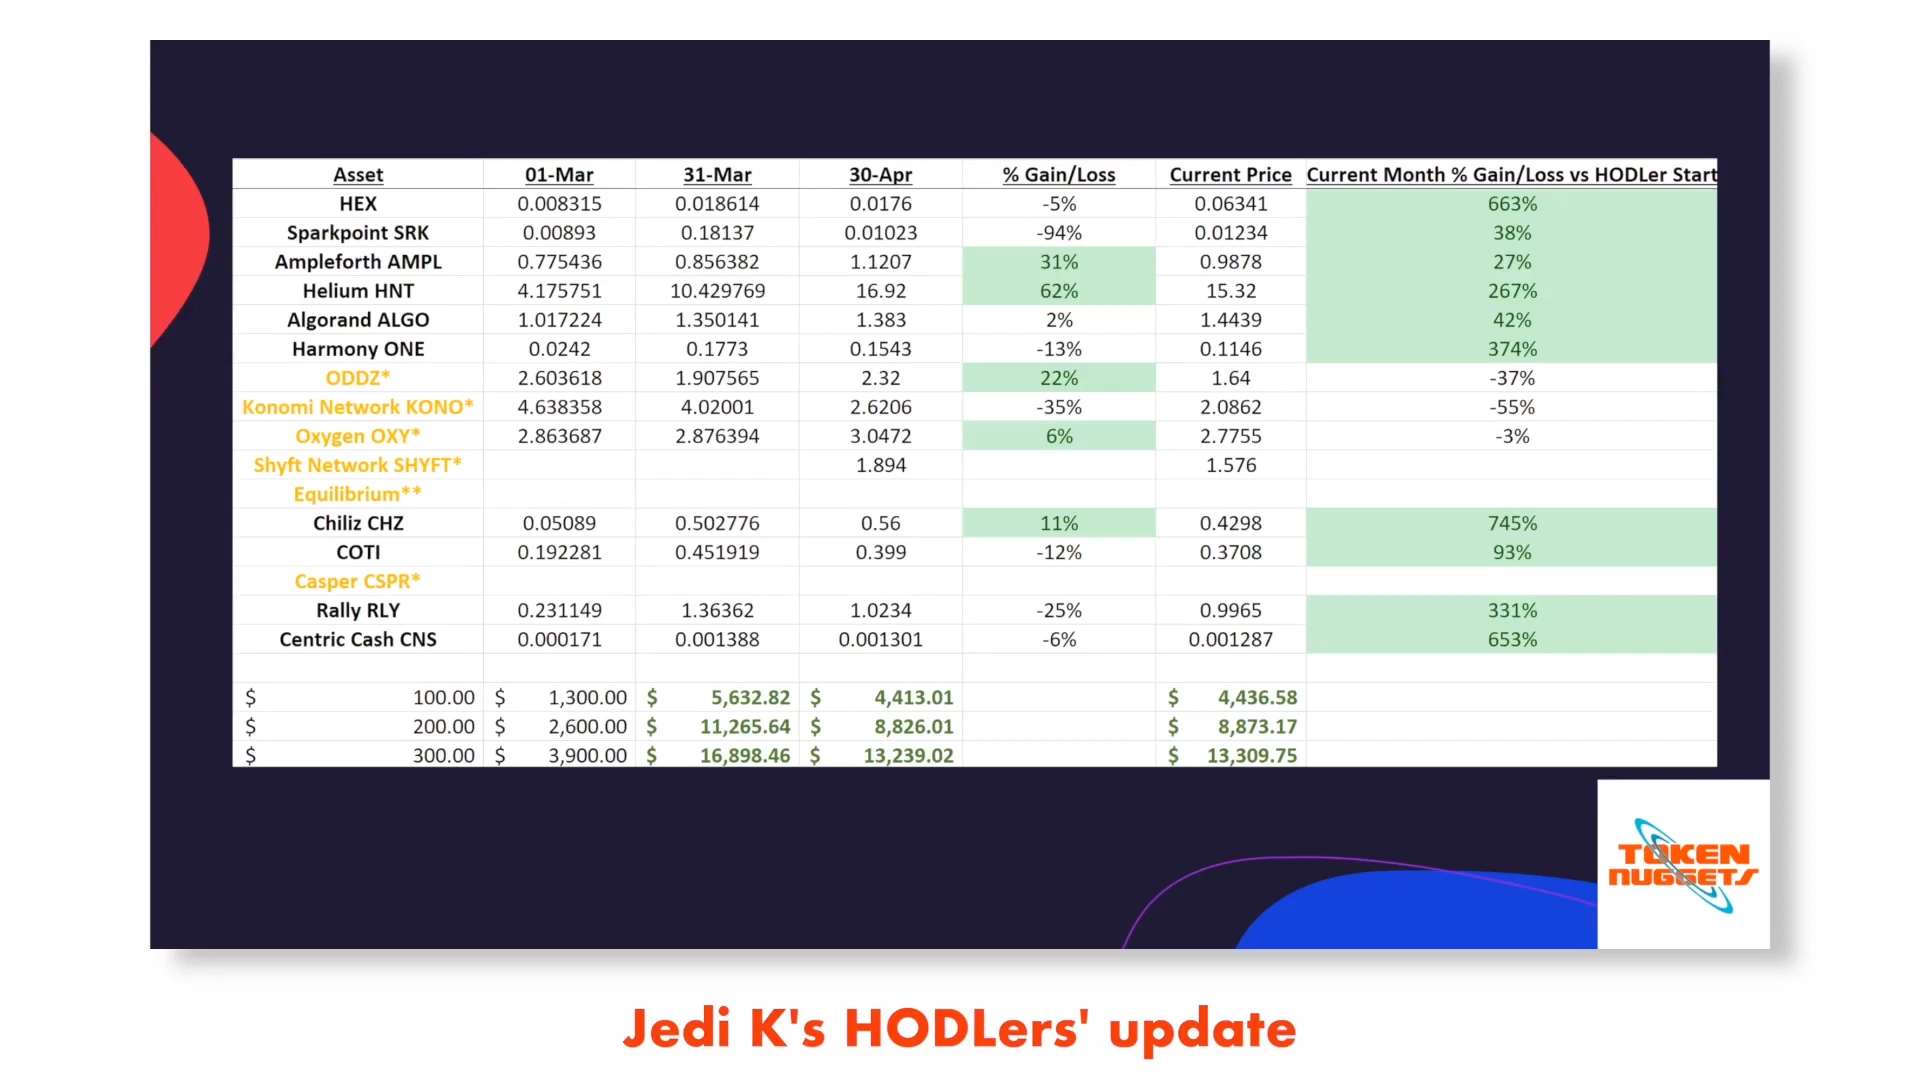 Asset 01-Mar 31-Mar 30-Apr % Gain/Loss Current Price Current Month % Gain/Loss vs HODLer Start
HEX 0.008315 0.018614 0.0176 -5% 0.06341 663%
Sparkpoint SRK 0.00893 0.18137 0.01023 -94% 0.01234 38%
Ampleforth AMPL 0.775436 0.856382 1.1207 31% 0.9878 27%
Helium HNT 4.175751 10.429769 16.92 62% 15.32 267%
Algorand ALGO 1.017224 1.350141 1.383 2% 1.4439 42%
Harmony ONE 0.0242 0.1773 0.1543 -13% 0.1146 374%
ODDZ* 2.603618 1.907565 2.32 22% 1.64 -37%
Konomi Network KONO* 4.638358 4.02001 2.6206 -35% 2.0862 -55%
Oxygen OXY* 2.863687 2.876394 3.0472 6% 2.7755 -3%
Shyft Network SHYFT* 1.894 1.576
Equilibrium**
Chiliz CHZ 0.05089 0.502776 0.56 11% 0.4298 745%
COTI 0.192281 0.451919 0.399 -12% 0.3708 93%
Casper CSPR*
Rally RLY 0.231149 1.36362 1.0234 -25% 0.9965 331%
Centric Cash CNS 0.000171 0.001388 0.001301 -6% 0.001287 653%
$ 100.00 $ 1,300.00 $ 5,632.82 $ 4,413.01 $ 4,436.58
$ 200.00 $ 2,600.00 $ 11,265.64 $ 8,826.01 $ 8,873.17
$ 300.00 $ 3,900.00 $ 16,898.46 $ 13,239.02 $ 13,309.75
TOKEN
NUGGETS
Jedi K's HODLers' update